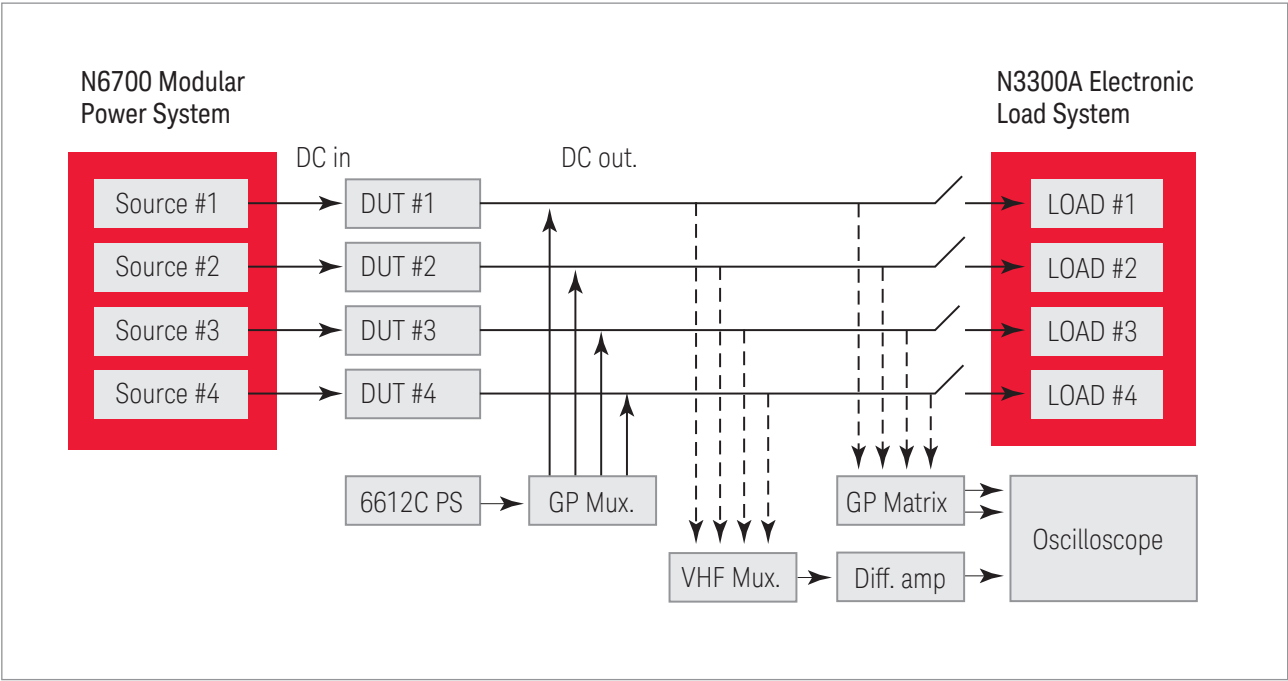 N6700 Modular
Power System
N3300A Electronic
Load System
DC in
DC out.
Source #1
DUT #1
LOAD #1
Source #2
DUT #2
LOAD #2
Source #3
DUT #3
LOAD #3
Source #4
DUT #4
LOAD #4
6612C PS
GP Mux.
GP Matrix
Oscilloscope
VHF Mux.
Diff. amp